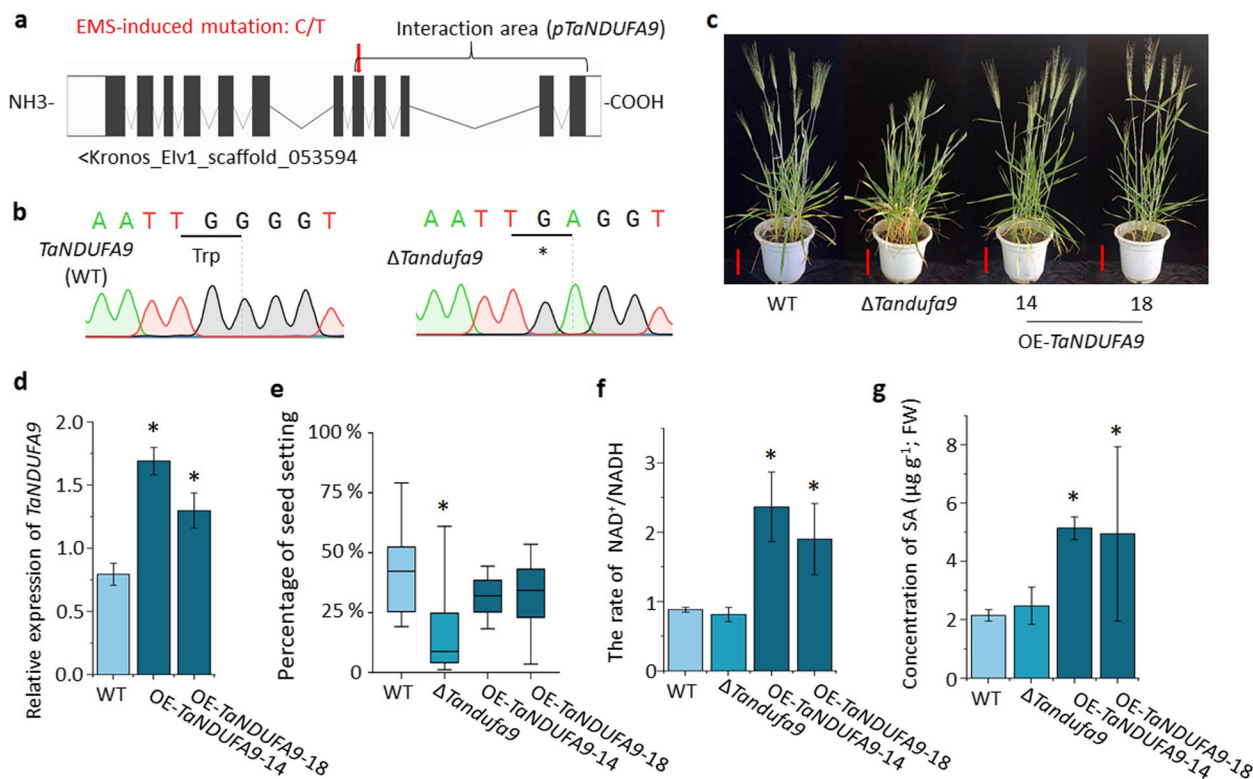 a
EMS-induced mutation: C/T
Interaction area (pTaNDUFA9)
NH3-
-COOH
<Kronos_EIv1_scaffold_053594
b
A A T T G G G G T
TaNDUFA9
(WT)
Trp
A A T T G A G G T
ΔTandufa9
*
c
WT
ΔTandufa9
14
18
OE-TaNDUFA9
d
Relative expression of TaNDUFA9
2.0
1.5
1.0
0.5
0.0
*
*
WT
OE-TaNDUFA9-14
OE-TaNDUFA9-18
e
Percentage of seed setting
100 %
75 %
50 %
25 %
0
*
WT
ΔTandufa9
OE-TaNDUFA9-14
OE-TaNDUFA9-18
f
The rate of NAD⁺/NADH
3
2
1
0
*
*
WT
ΔTandufa9
OE-TaNDUFA9-14
OE-TaNDUFA9-18
g
Concentration of SA (µg g⁻¹; FW)
8
6
4
2
0
*
*
WT
ΔTandufa9
OE-TaNDUFA9-14
OE-TaNDUFA9-18